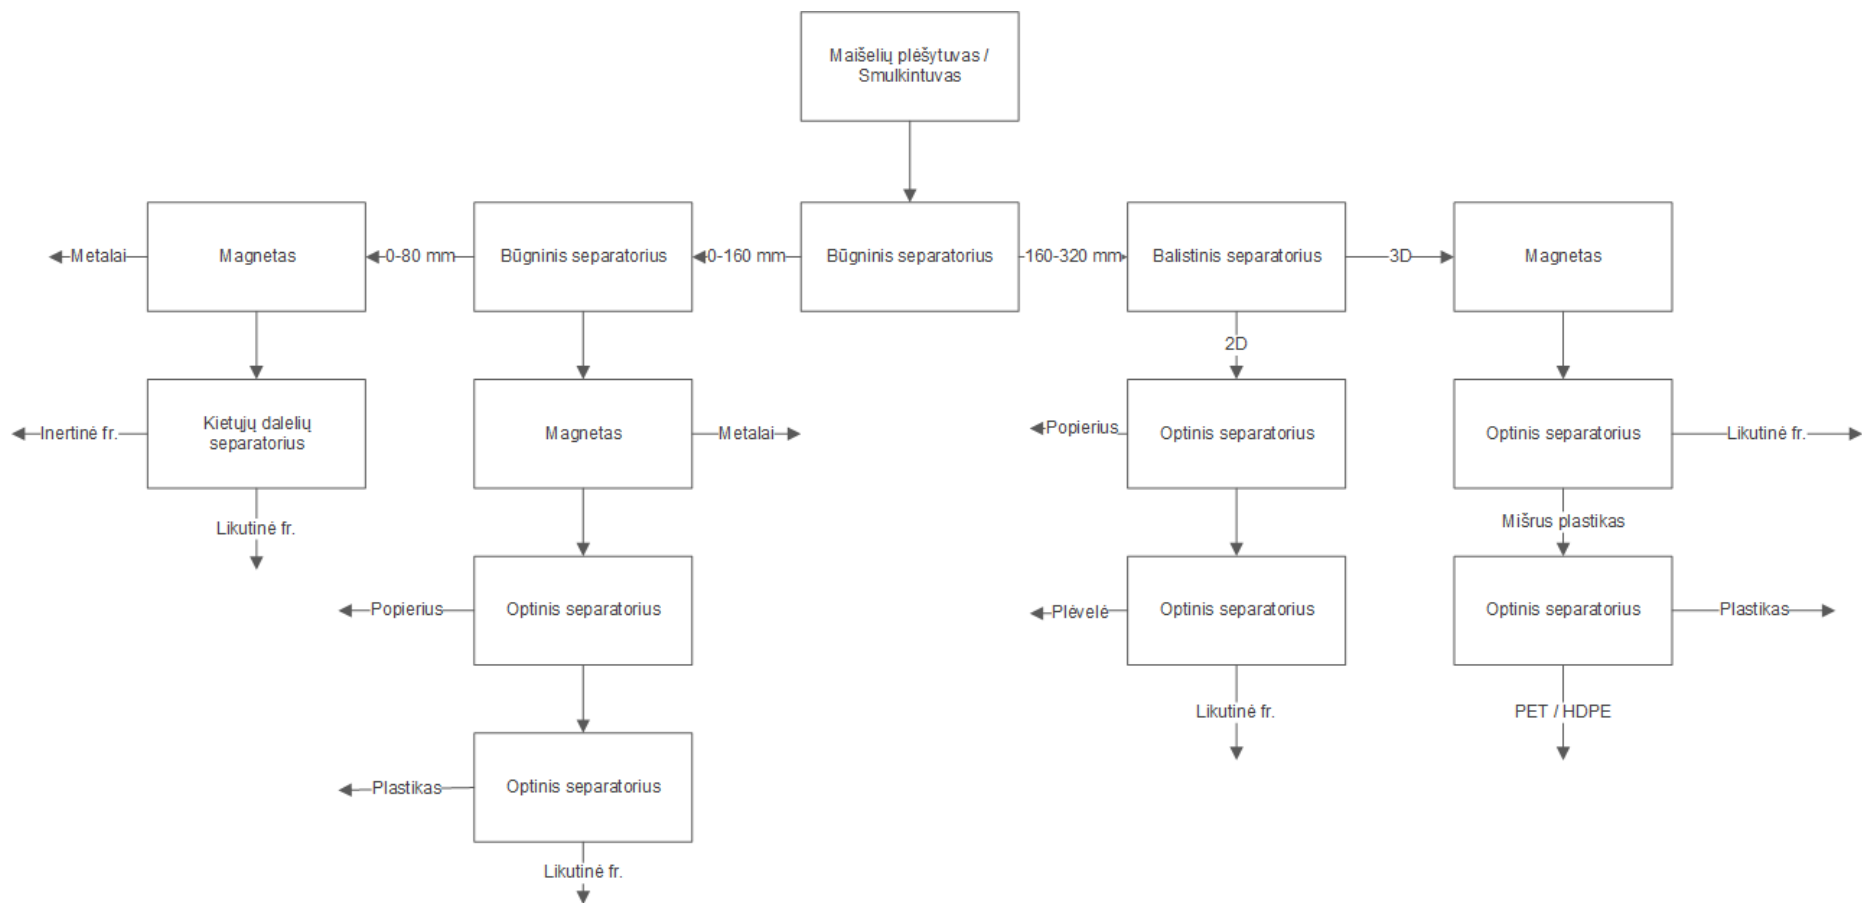 Maišelių plėšytuvas /
Smulkintuvas
Metalai
Magnetas
0-80 mm
Būgninis separatorius
0-160 mm
Būgninis separatorius
160-320 mm
Balistinis separatorius
3D
Magnetas
2D
Inertinė fr.
Kietųjų dalelių
separatorius
Magnetas
Metalai
Popierius
Optinis separatorius
Optinis separatorius
Likutinė fr.
Likutinė fr.
Mišrus plastikas
Popierius
Optinis separatorius
Plėvelė
Optinis separatorius
Optinis separatorius
Plastikas
Likutinė fr.
PET / HDPE
Plastikas
Optinis separatorius
Likutinė fr.